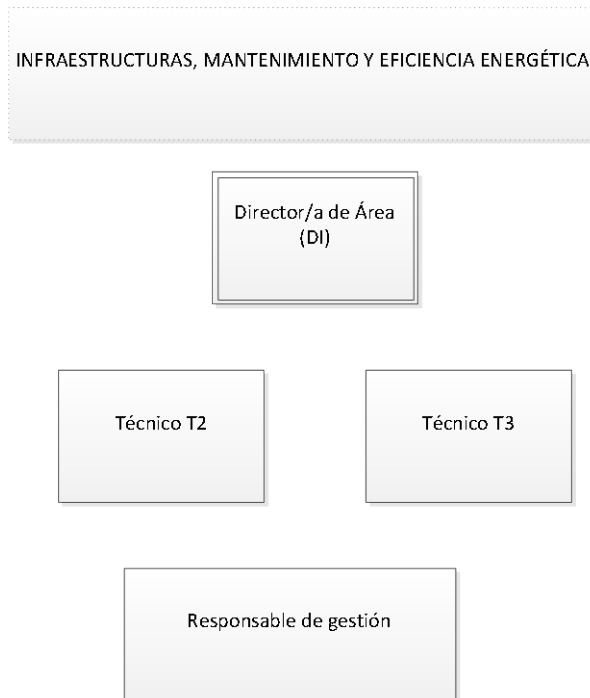 INFRAESTRUCTURAS, MANTENIMIENTO Y EFICIENCIA ENERGÉTICA
Director/a de Área
(DI)
Técnico T2
Técnico T3
Responsable de gestión